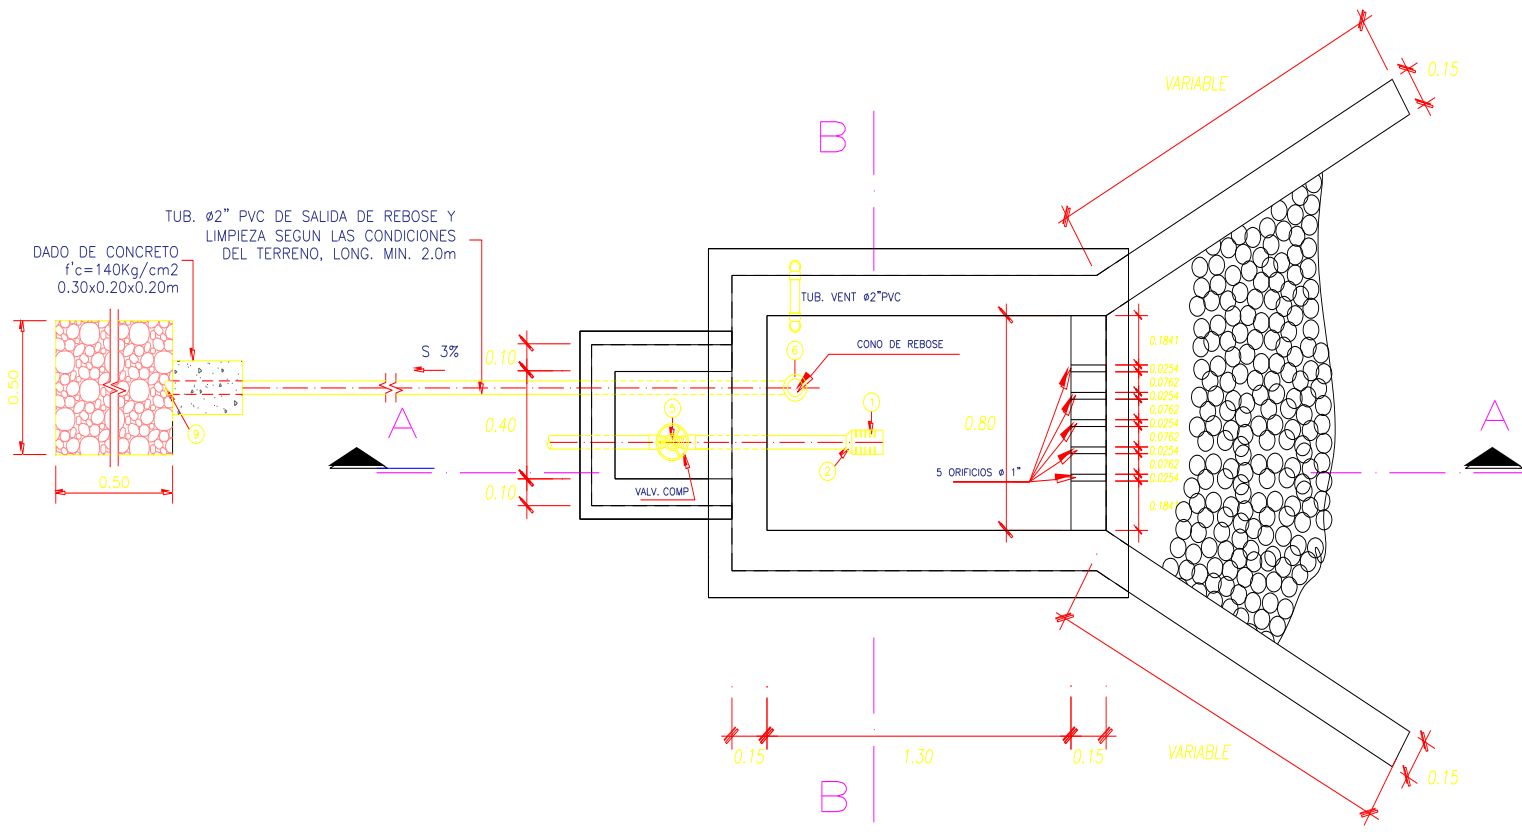 VARIABLE
0.15
B
TUB. ø2" PVC DE SALIDA DE REBOSE Y
LIMPIEZA SEGUN LAS CONDICIONES
DEL TERRENO, LONG. MIN. 2.0m
DADO DE CONCRETO
f'c=140Kg/cm2
0.30x0.20x0.20m
TUB. VENT ø2"PVC
CONO DE REBOSE
6
S 3%
0.10
0.40
0.10
0.50
0.50
9
A
5
1
2
VALV. COMP
0.80
5 ORIFICIOS ø 1"
0.1841
0.0254
0.0762
0.0254
0.0762
0.0254
0.0762
0.0254
0.0762
0.0254
0.1841
A
0.15
1.30
0.15
VARIABLE
0.15
B